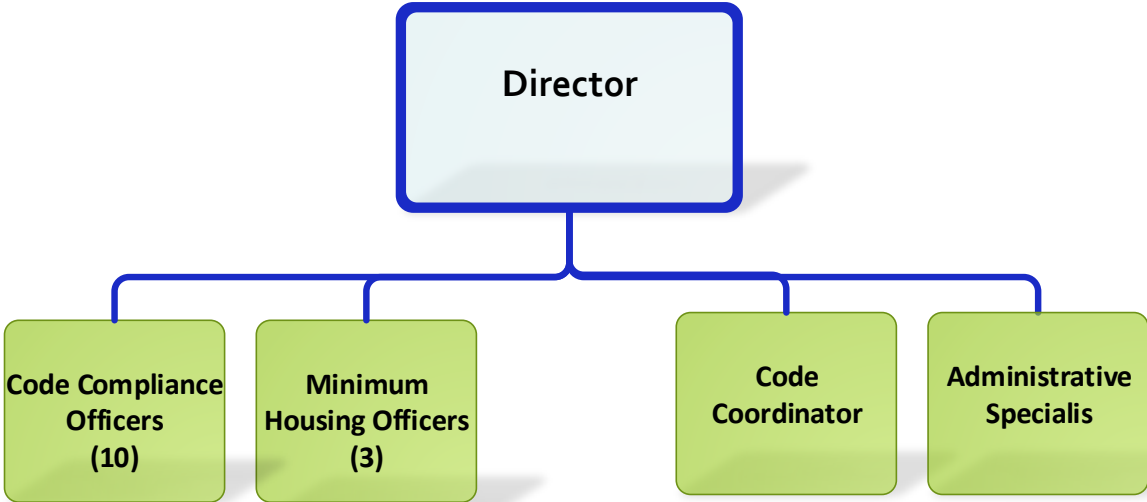 Director
Code Compliance
Officers
(10)
Minimum
Housing Officers
(3)
Code
Coordinator
Administrative
Specialis